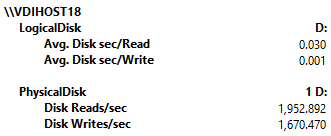 \\VDIHOST18
LogicalDisk D:
Avg. Disk sec/Read 0.030
Avg. Disk sec/Write 0.001
PhysicalDisk 1 D:
Disk Reads/sec 1,952.892
Disk Writes/sec 1,670.470